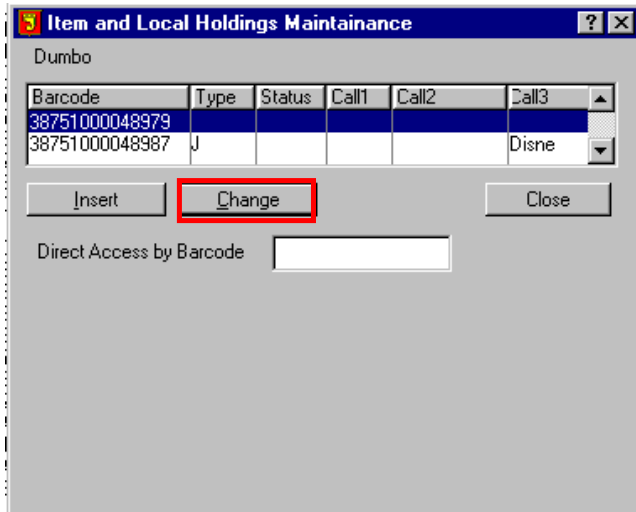 Item and Local Holdings Maintainance ? X
Dumbo
Barcode Type Status Call1 Call2 Call3
38751000048979
38751000048987 J Disne
Insert Change Close
Direct Access by Barcode